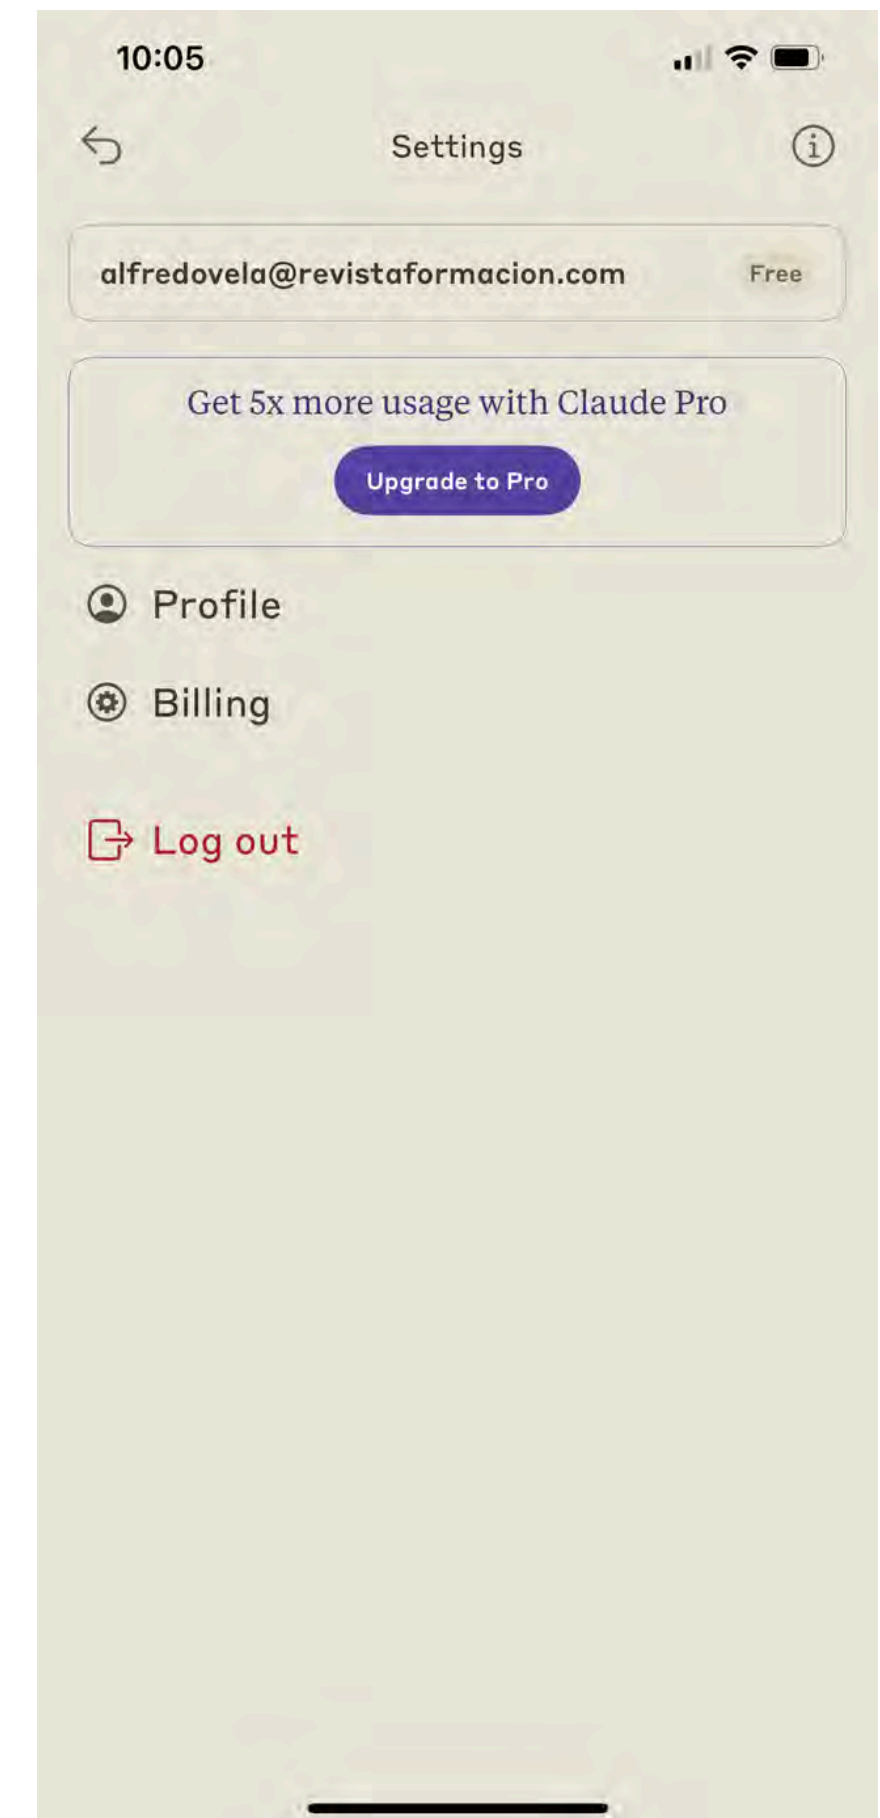 10:05
Settings
alfredovela@revistaformacion.com Free
Get 5x more usage with Claude Pro
Upgrade to Pro
Profile
Billing
Log out